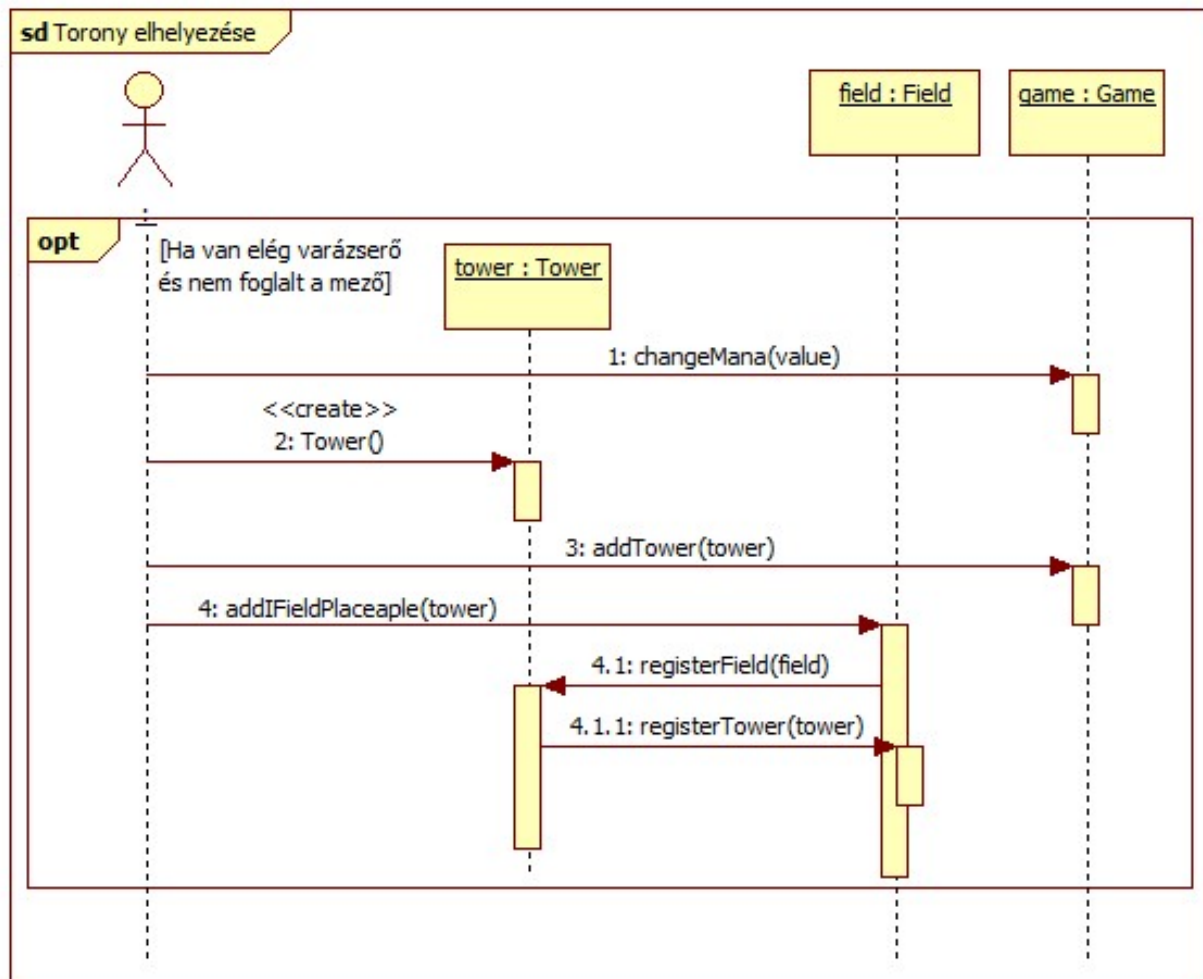 sd Torony elhelyezése
field : Field
game : Game
opt
[Ha van elég varázserő
és nem foglalt a mező]
tower : Tower
1: changeMana(value)
<<create>>
2: Tower()
3: addTower(tower)
4: addIFieldPlaceaple(tower)
4.1: registerField(field)
4.1.1: registerTower(tower)